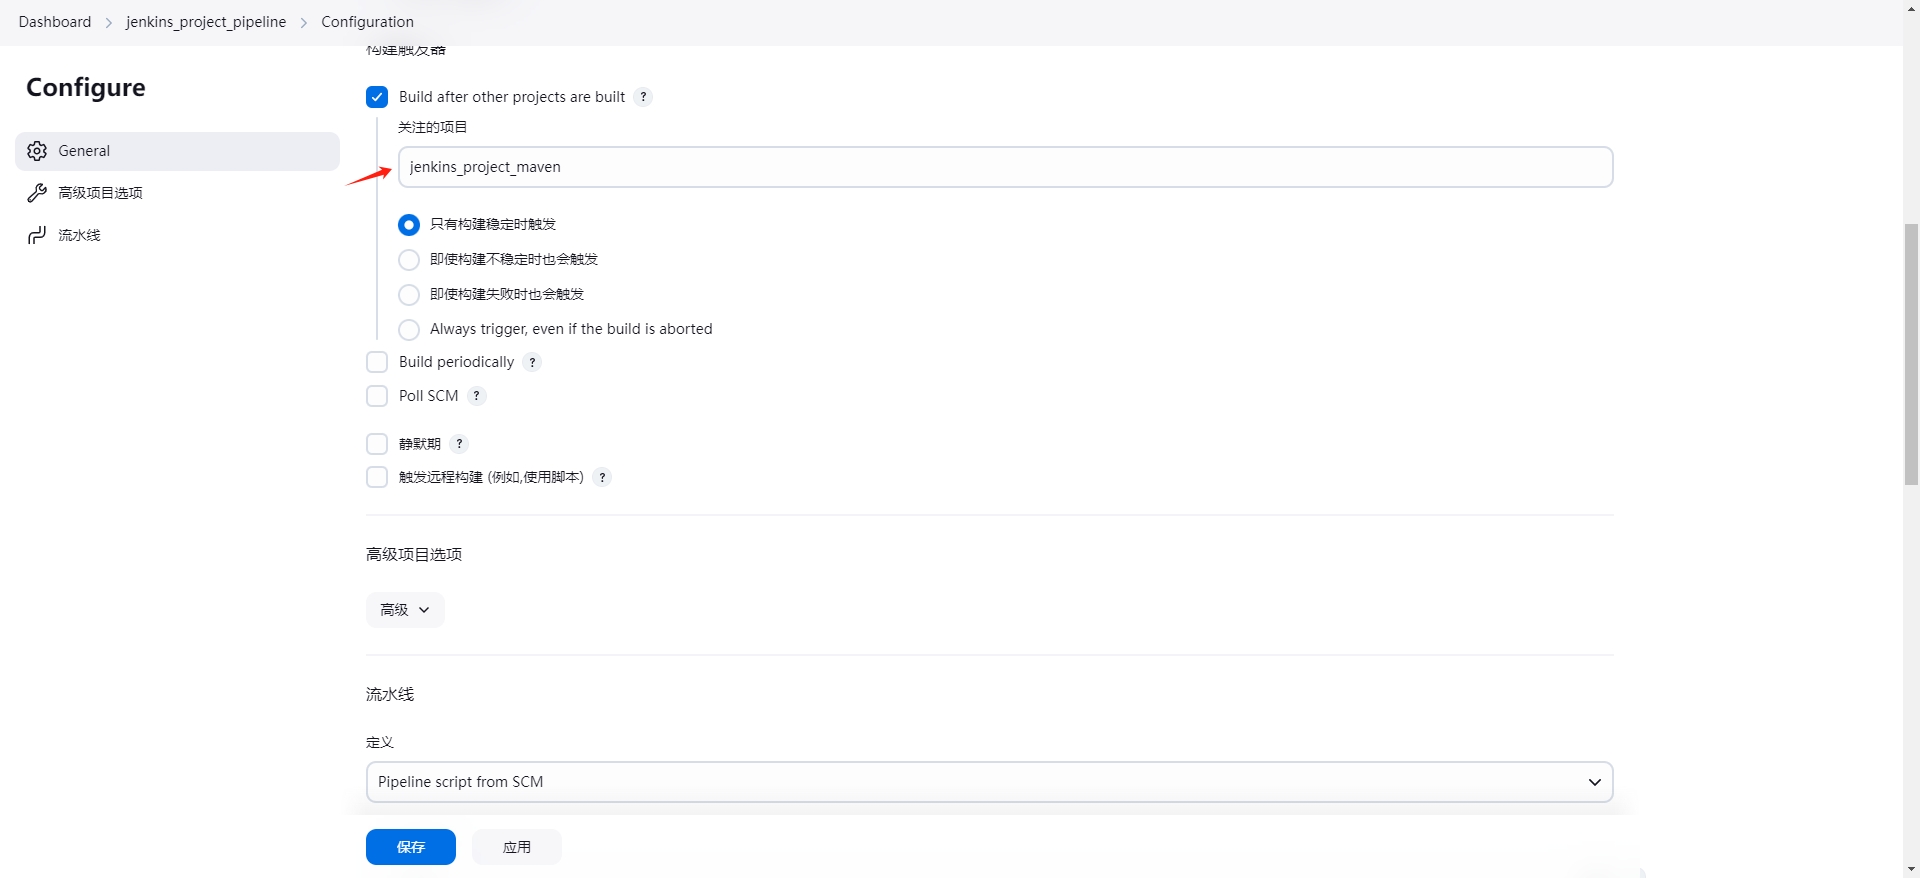 Dashboard > jenkins_project_pipeline > Configuration
构建触发器
Configure
General
高级项目选项
流水线
Build after other projects are built ?
关注的项目
jenkins_project_maven
只有构建稳定时触发
即使构建不稳定时也会触发
即使构建失败时也会触发
Always trigger, even if the build is aborted
Build periodically ?
Poll SCM ?
静默期 ?
触发远程构建 (例如,使用脚本) ?
高级项目选项
高级
流水线
定义
Pipeline script from SCM
保存
应用